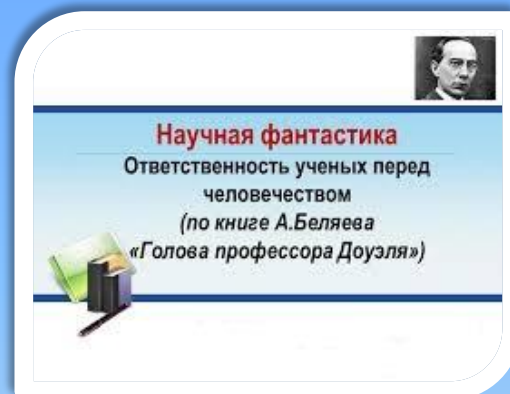 Научная фантастика
Ответственность ученых перед
человечеством
(по книге А.Беляева
«Голова профессора Доуэля»)